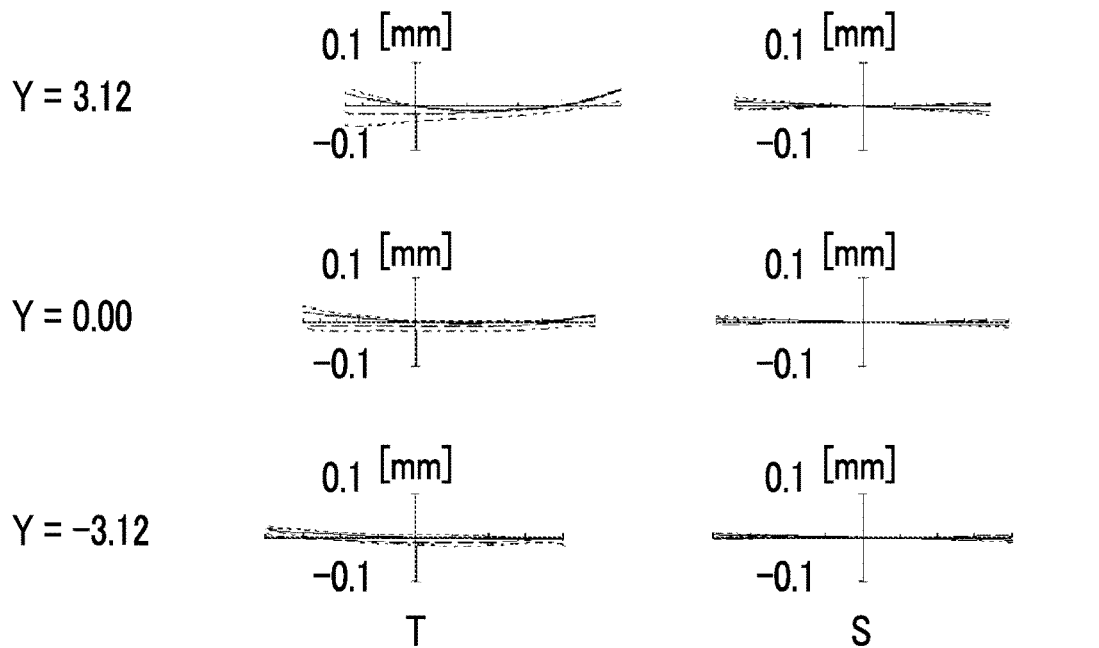 0.1 [mm] 0.1 [mm]
Y = 3.12
−0.1 −0.1
0.1 [mm] 0.1 [mm]
Y = 0.00
−0.1 −0.1
0.1 [mm] 0.1 [mm]
Y = −3.12
−0.1 −0.1
T S